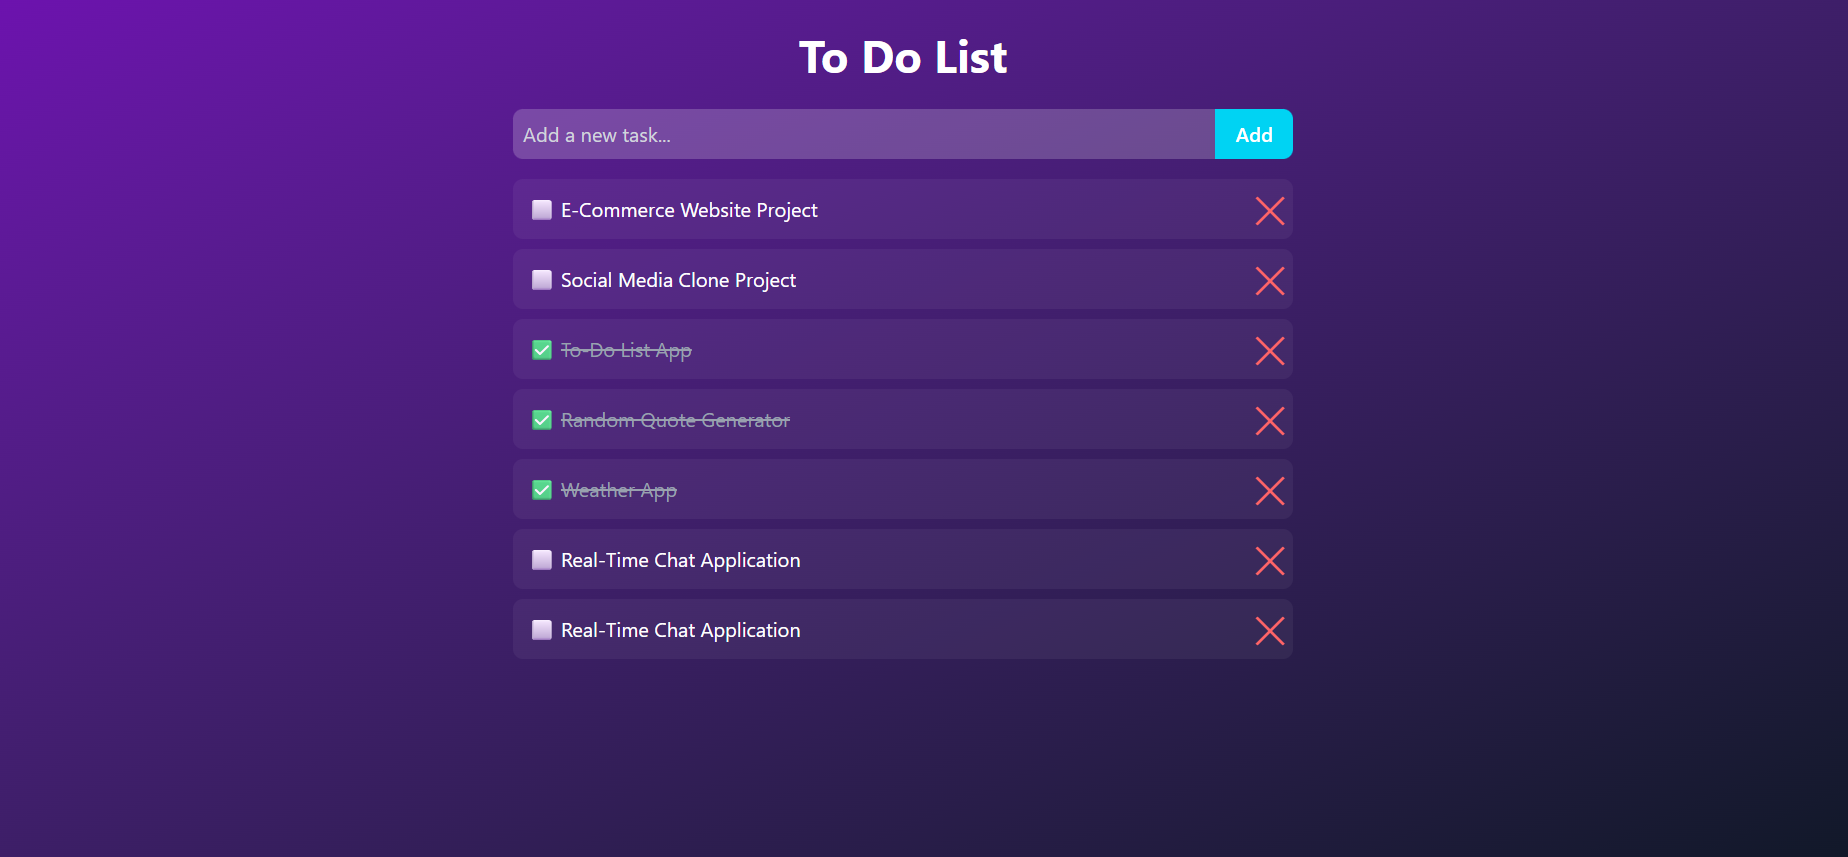 To Do List
Add a new task...
Add
E-Commerce Website Project
Social Media Clone Project
To-Do List App
Random Quote Generator
Weather App
Real-Time Chat Application
Real-Time Chat Application